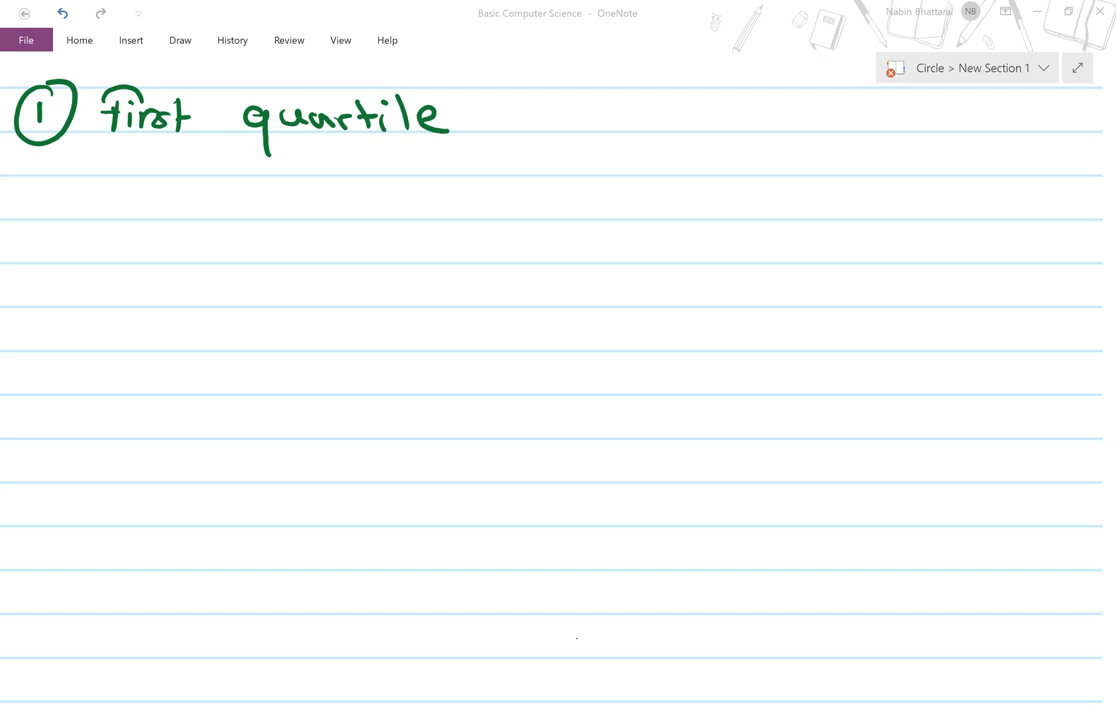 Basic Computer Science - OneNote
Nabin Bhattarai NB
File Home Insert Draw History Review View Help
Circle > New Section 1
① first quartile